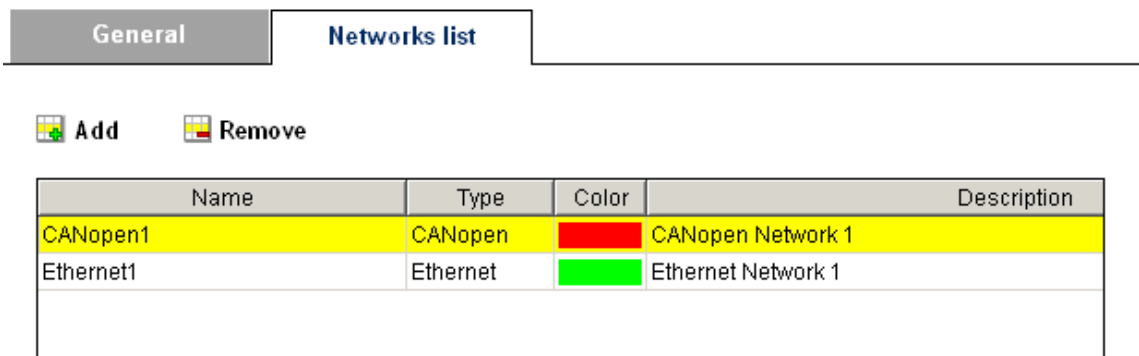 General Networks list
Add Remove
Name Type Color Description
CANopen1 CANopen CANopen Network 1
Ethernet1 Ethernet Ethernet Network 1